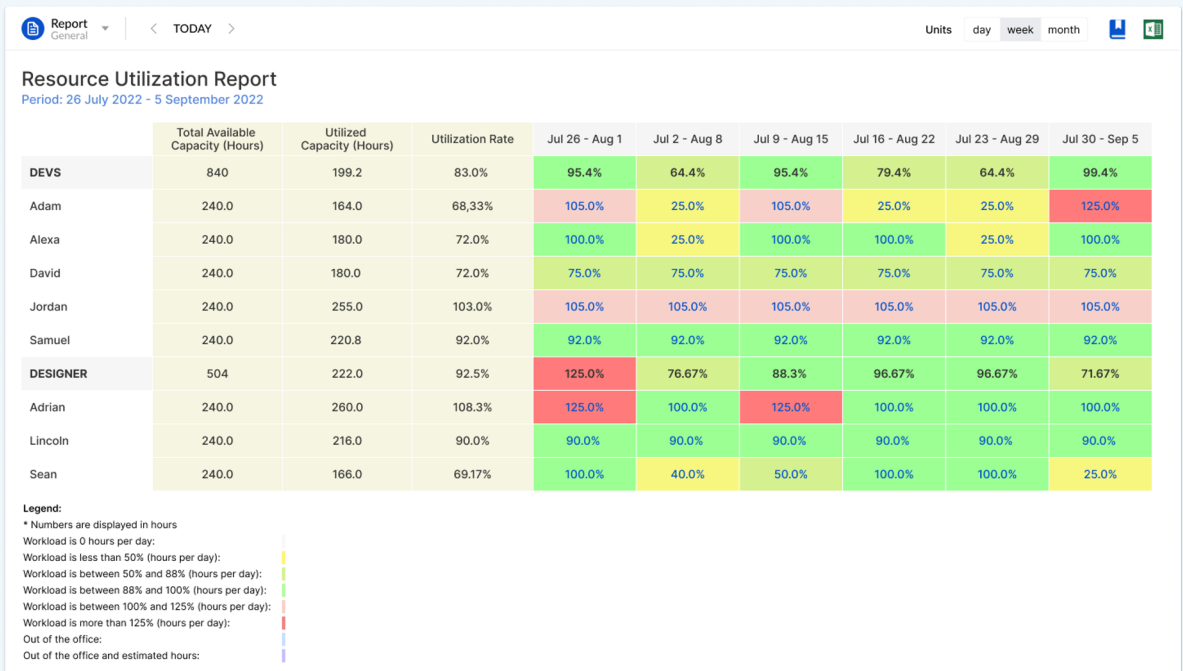 Report
General
TODAY
Units day week month
Resource Utilization Report
Period: 26 July 2022 - 5 September 2022
Total Available Capacity (Hours) Utilized Capacity (Hours) Utilization Rate Jul 26 - Aug 1 Jul 2 - Aug 8 Jul 9 - Aug 15 Jul 16 - Aug 22 Jul 23 - Aug 29 Jul 30 - Sep 5
DEVS 840 199.2 83.0% 95.4% 64.4% 95.4% 79.4% 64.4% 99.4%
Adam 240.0 164.0 68,33% 105.0% 25.0% 105.0% 25.0% 25.0% 125.0%
Alexa 240.0 180.0 72.0% 100.0% 25.0% 100.0% 100.0% 25.0% 100.0%
David 240.0 180.0 72.0% 75.0% 75.0% 75.0% 75.0% 75.0% 75.0%
Jordan 240.0 255.0 103.0% 105.0% 105.0% 105.0% 105.0% 105.0% 105.0%
Samuel 240.0 220.8 92.0% 92.0% 92.0% 92.0% 92.0% 92.0% 92.0%
DESIGNER 504 222.0 92.5% 125.0% 76.67% 88.3% 96.67% 96.67% 71.67%
Adrian 240.0 260.0 108.3% 125.0% 100.0% 125.0% 100.0% 100.0% 100.0%
Lincoln 240.0 216.0 90.0% 90.0% 90.0% 90.0% 90.0% 90.0% 90.0%
Sean 240.0 166.0 69.17% 100.0% 40.0% 50.0% 100.0% 100.0% 25.0%
Legend:
* Numbers are displayed in hours
Workload is 0 hours per day:
Workload is less than 50% (hours per day):
Workload is between 50% and 88% (hours per day):
Workload is between 88% and 100% (hours per day):
Workload is between 100% and 125% (hours per day):
Workload is more than 125% (hours per day):
Out of the office:
Out of the office and estimated hours: